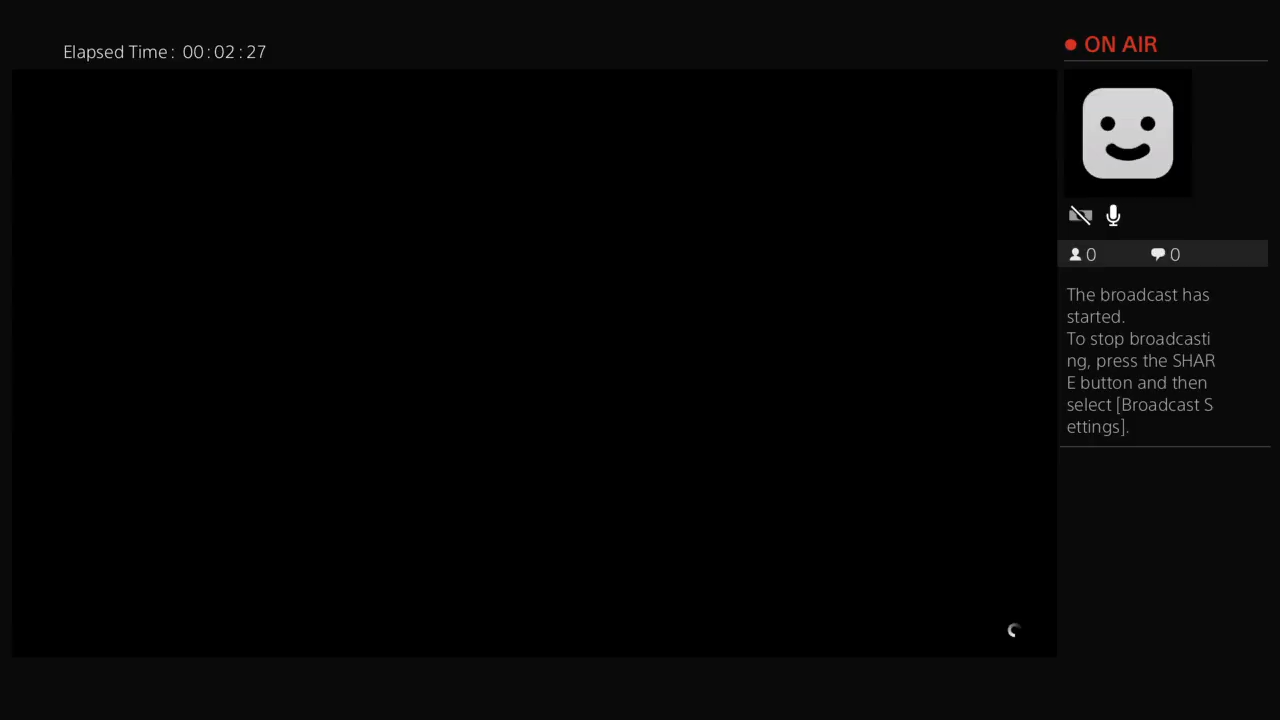 Elapsed Time: 00:02:27
ON AIR
0 0
The broadcast has
started.
To stop broadcasti
ng, press the SHAR
E button and then
select [Broadcast S
ettings].